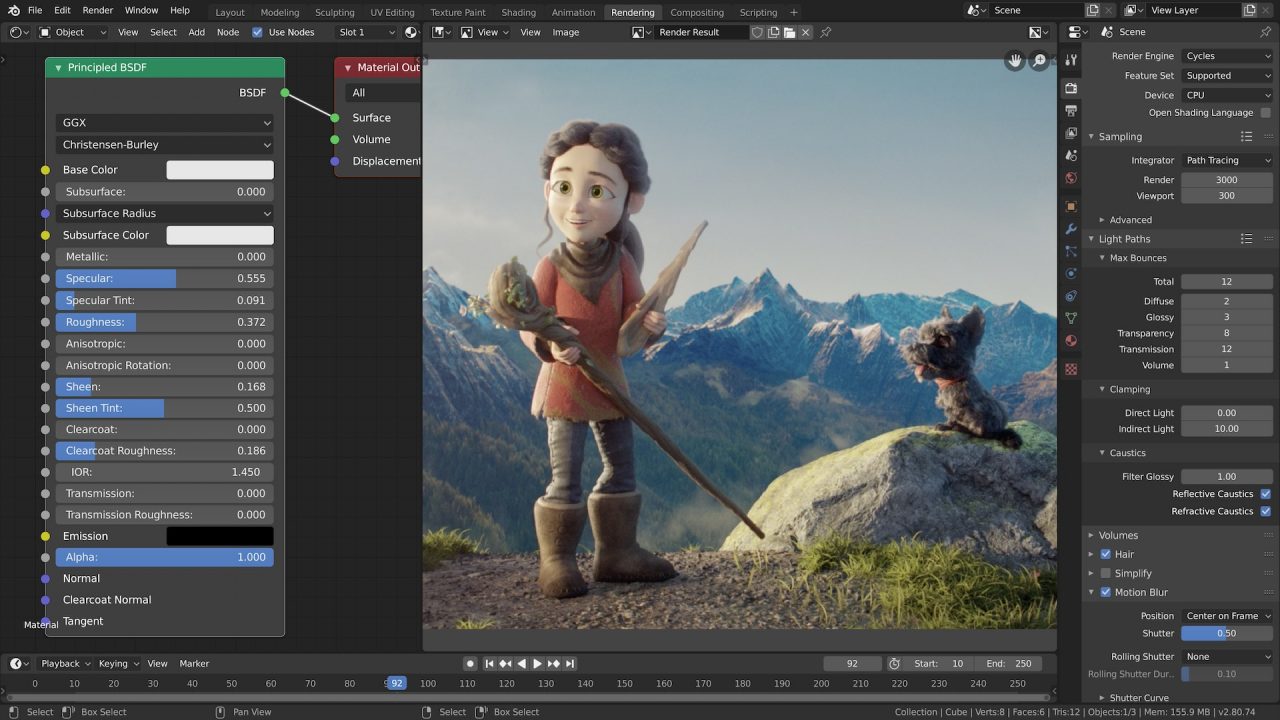 File Edit Render Window Help Layout Modeling Sculpting UV Editing Texture Paint Shading Animation Rendering Compositing Scripting + Scene View Layer
Object View Select Add Node Use Nodes Slot 1
View View Image Render Result
Scene
Principled BSDF
BSDF
GGX
Christensen-Burley
Base Color
Subsurface: 0.000
Subsurface Radius
Subsurface Color
Metallic: 0.000
Specular: 0.555
Specular Tint: 0.091
Roughness: 0.372
Anisotropic: 0.000
Anisotropic Rotation: 0.000
Sheen: 0.168
Sheen Tint: 0.500
Clearcoat: 0.000
Clearcoat Roughness: 0.186
IOR: 1.450
Transmission: 0.000
Transmission Roughness: 0.000
Emission
Alpha: 1.000
Normal
Clearcoat Normal
Tangent
Material
Material Out
All
Surface
Volume
Displacement
Render Engine Cycles
Feature Set Supported
Device CPU
Open Shading Language
Sampling
Integrator Path Tracing
Render 3000
Viewport 300
Advanced
Light Paths
Max Bounces
Total 12
Diffuse 2
Glossy 3
Transparency 8
Transmission 12
Volume 1
Clamping
Direct Light 0.00
Indirect Light 10.00
Caustics
Filter Glossy 1.00
Reflective Caustics
Refractive Caustics
Volumes
Hair
Simplify
Motion Blur
Position Center on Frame
Shutter 0.50
Rolling Shutter None
Rolling Shutter Dur.. 0.10
Shutter Curve
Playback Keying View Marker 92 Start: 10 End: 250
0 10 20 30 40 50 60 70 80 92 100 110 120 130 140 150 160 170 180 190 200 210 220 230 240 250
Select Box Select Pan View Select Box Select Collection | Cube | Verts:8 | Faces:6 | Tris:12 | Objects:1/3 | Mem: 155.9 MB | v2.80.74